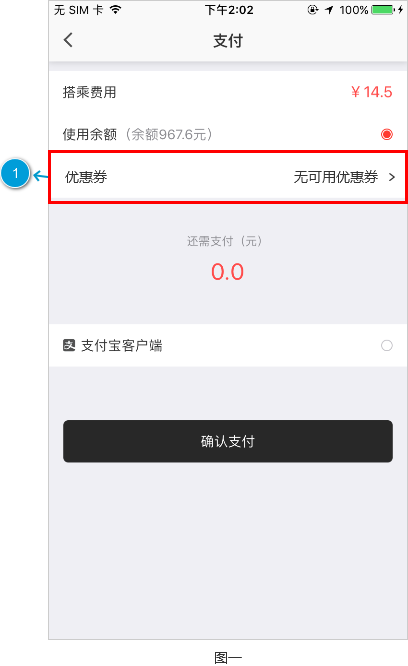 无 SIM 卡 下午2:02 100%
支付
搭乘费用 ￥14.5
使用余额（余额967.6元）
1 优惠券 无可用优惠券
还需支付（元）
0.0
支 支付宝客户端
确认支付
图一